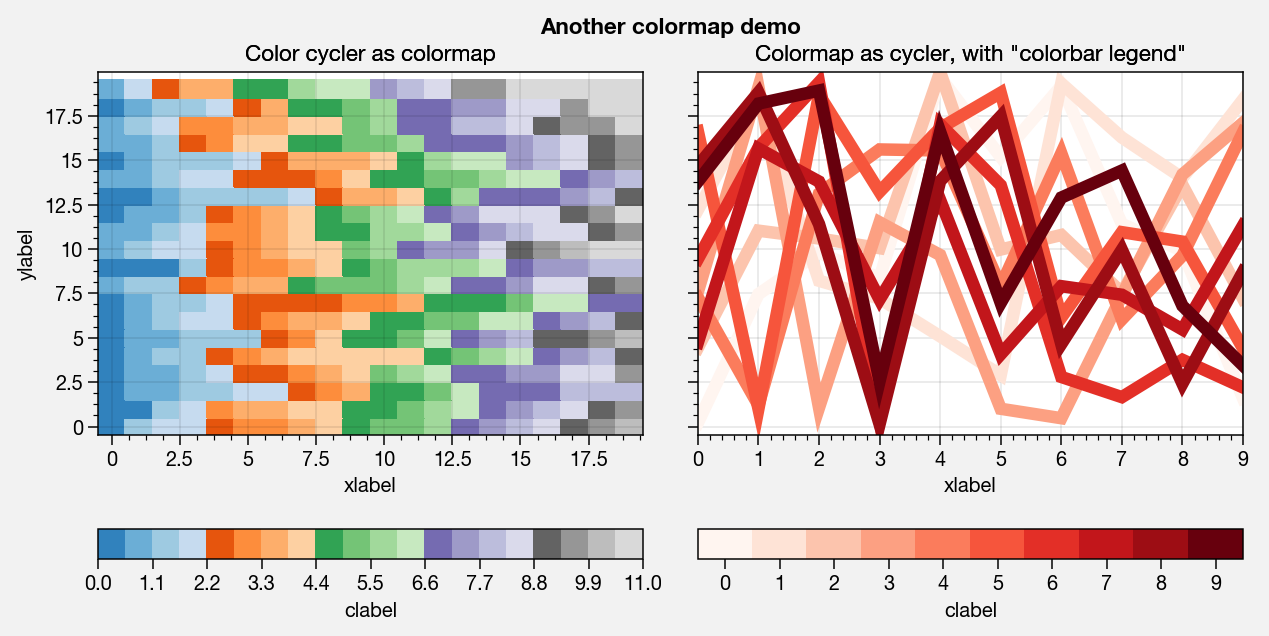 Another colormap demo
Color cycler as colormap
Colormap as cycler, with "colorbar legend"
17.5
15
12.5
10
7.5
5
2.5
0
ylabel
0 2.5 5 7.5 10 12.5 15 17.5
xlabel
0 1 2 3 4 5 6 7 8 9
xlabel
0.0 1.1 2.2 3.3 4.4 5.5 6.6 7.7 8.8 9.9 11.0
clabel
0 1 2 3 4 5 6 7 8 9
clabel